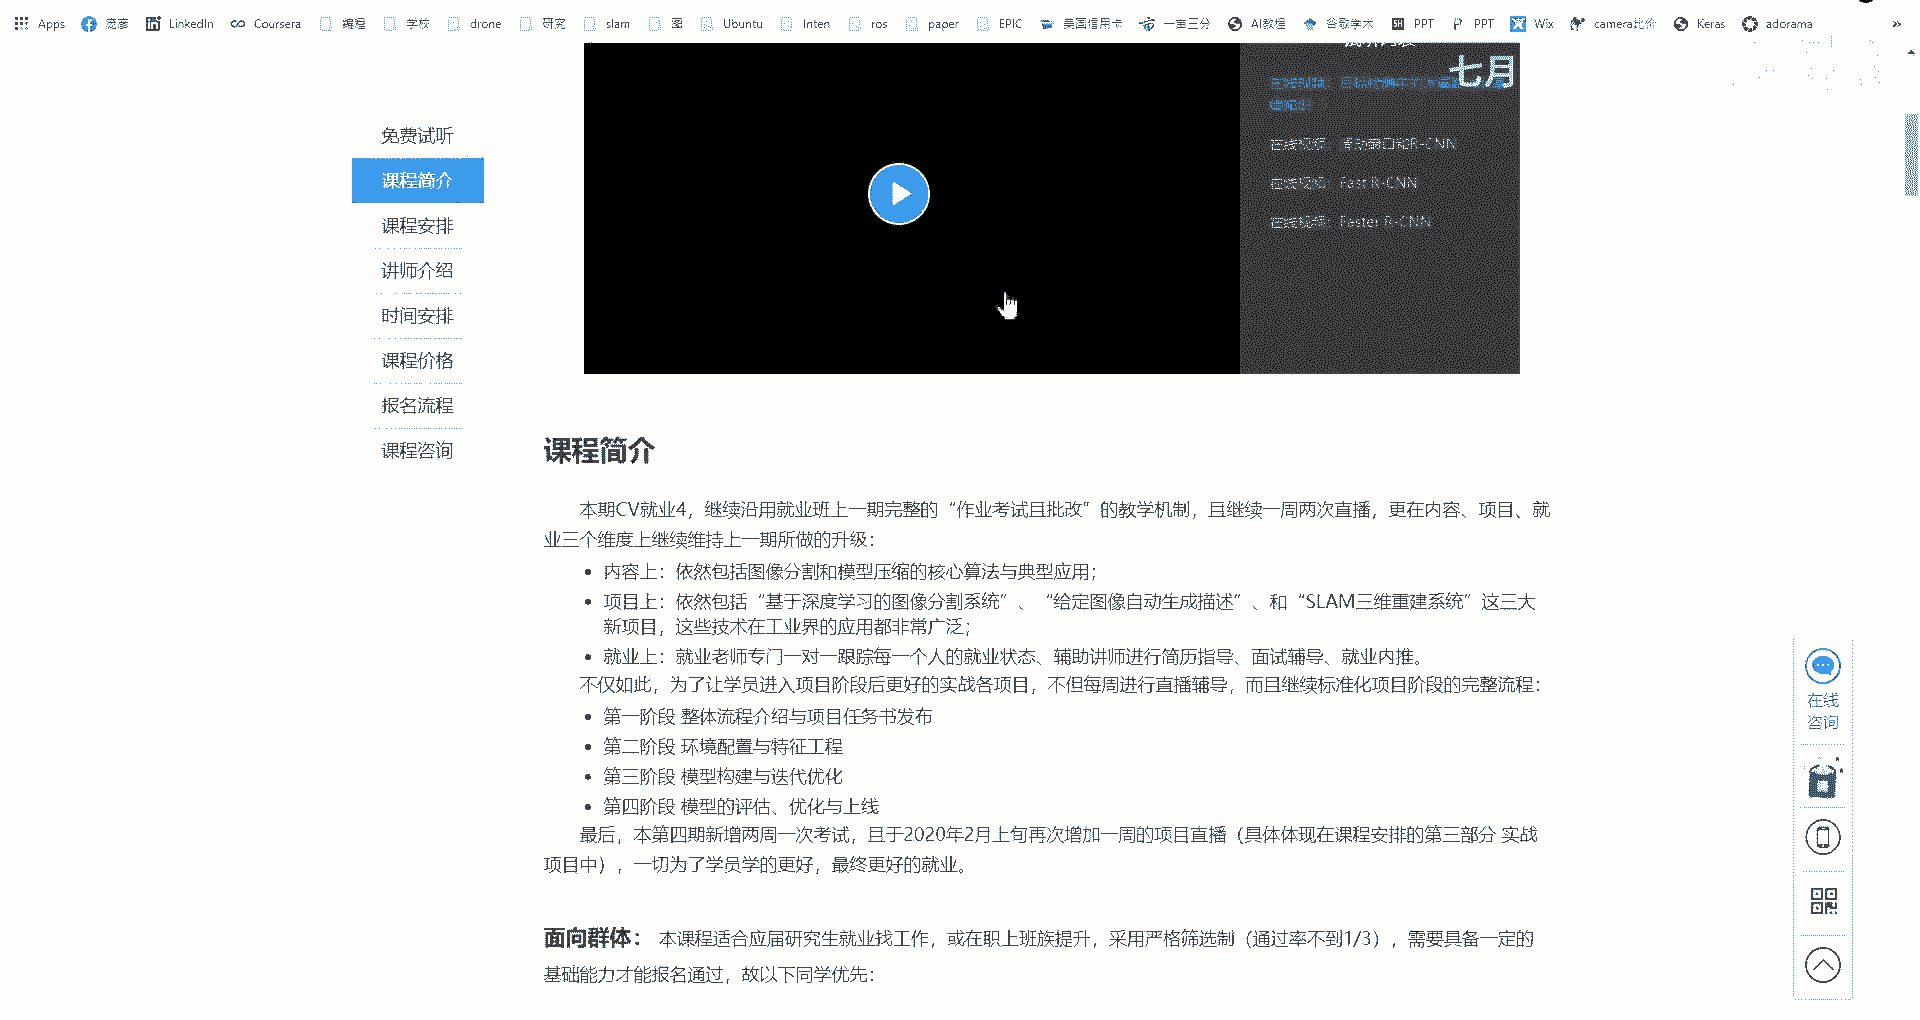 Apps 宠宠 LinkedIn Coursera 编程 学校 drone 研究 slam 图 Ubuntu Inten ros paper EPIC 美国信用卡 一亩三分 AI教程 谷歌学术 PPT PPT Wix camera比价 Keras adorama »
七月
在线视频：
在线视频： R-CNN
在线视频：Fast R-CNN
在线视频：Faster R-CNN
免费试听
课程简介
课程安排
讲师介绍
时间安排
课程价格
报名流程
课程咨询
课程简介
本期CV就业4，继续沿用就业班上一期完整的“作业考试且批改”的教学机制，且继续一周两次直播，更在内容、项目、就
业三个维度上继续维持上一期所做的升级：
• 内容上：依然包括图像分割和模型压缩的核心算法与典型应用；
• 项目上：依然包括“基于深度学习的图像分割系统”、“给定图像自动生成描述”、和“SLAM三维重建系统”这三大
新项目，这些技术在工业界的应用都非常广泛；
• 就业上：就业老师专门一对一跟踪每一个人的就业状态、辅助讲师进行简历指导、面试辅导、就业内推。
不仅如此，为了让学员进入项目阶段后更好的实战各项目，不但每周进行直播辅导，而且继续标准化项目阶段的完整流程：
• 第一阶段 整体流程介绍与项目任务书发布
• 第二阶段 环境配置与特征工程
• 第三阶段 模型构建与迭代优化
• 第四阶段 模型的评估、优化与上线
最后，本第四期新增两周一次考试，且于2020年2月上旬再次增加一周的项目直播（具体体现在课程安排的第三部分 实战
项目中），一切为了学员学的更好，最终更好的就业。
面向群体： 本课程适合应届研究生就业找工作，或在职上班族提升，采用严格筛选制（通过率不到1/3），需要具备一定的
基础能力才能报名通过，故以下同学优先：
在线
咨询